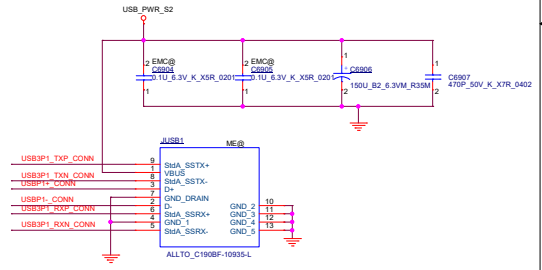 USB_PWR_S2
EMC@
C6904
0.1U_6.3V_K_X5R_0201
2
1
EMC@
C6905
0.1U_6.3V_K_X5R_0201
2
1
1
+ C6906
150U_B2_6.3VM_R35M
2
1
C6907
470P_50V_K_X7R_0402
2
JUSB1
ME@
USB3P1_TXP_CONN
9
StdA_SSTX+
1
VBUS
USB3P1_TXN_CONN
8
StdA_SSTX-
USBP1+_CONN
3
D+
7
GND_DRAIN
USBP1-_CONN
2
D-
10
GND_2
USB3P1_RXP_CONN
6
StdA_SSRX+
11
GND_3
4
GND_1
12
GND_4
USB3P1_RXN_CONN
5
StdA_SSRX-
13
GND_5
ALLTO_C190BF-10935-L